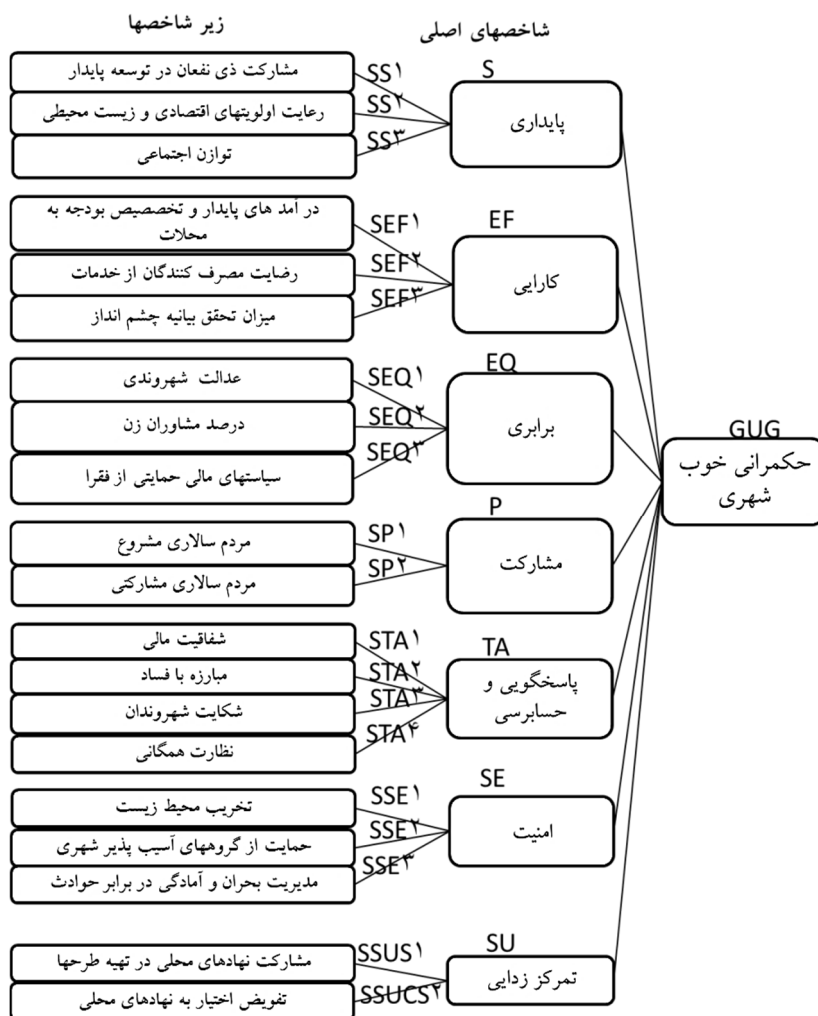 شاخصهای اصلی
زیر شاخصها
GUG
حکمرانی خوب
شهری
S
پایداری
SS۱
مشارکت ذی نفعان در توسعه پایدار
SS۲
رعایت اولویتهای اقتصادی و زیست محیطی
SS۳
توازن اجتماعی
EF
کارایی
SEF۱
در آمد های پایدار و تخصصیص بودجه به
محلات
SEF۲
رضایت مصرف کنندگان از خدمات
SEF۳
میزان تحقق بیانیه چشم انداز
EQ
برابری
SEQ۱
عدالت شهروندی
SEQ۲
درصد مشاوران زن
SEQ۳
سیاستهای مالی حمایتی از فقرا
P
مشارکت
SP۱
مردم سالاری مشروع
SP۲
مردم سالاری مشارکتی
TA
پاسخگویی و
حسابرسی
STA۱
شفاقیت مالی
STA۲
مبارزه با فساد
STA۳
شکایت شهروندان
STA۴
نظارت همگانی
SE
امنیت
SSE۱
تخریب محیط زیست
SSE۲
حمایت از گروههای آسیب پذیر شهری
SSE۳
مدیریت بحران و آمادگی در برابر حوادث
SU
تمرکز زدایی
SSUS۱
مشارکت نهادهای محلی در تهیه طرحها
SSUCS۲
تفویض اختیار به نهادهای محلی